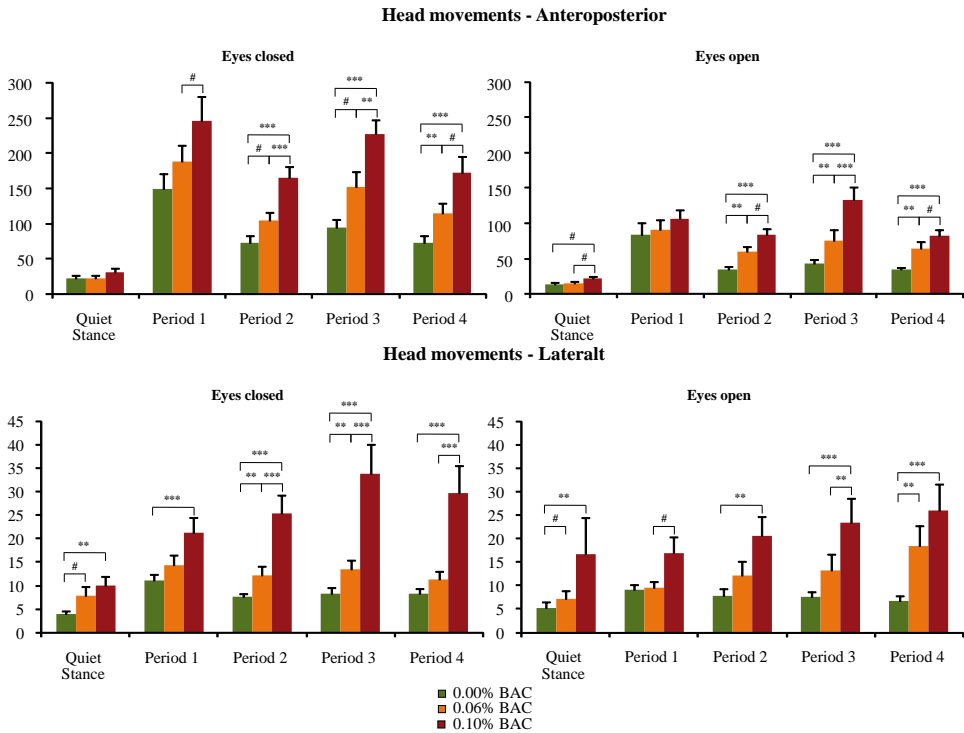 Head movements - Anteroposterior
Eyes closed
Eyes open
300
250
200
150
100
50
0
#
***
# ***
***
# **
***
** #
Quiet Stance
Period 1
Period 2
Period 3
Period 4
300
250
200
150
100
50
0
#
#
***
** #
***
** ***
***
** #
Quiet Stance
Period 1
Period 2
Period 3
Period 4
Head movements - Lateralt
Eyes closed
Eyes open
45
40
35
30
25
20
15
10
5
0
**
#
***
***
** ***
***
** ***
***
***
Quiet Stance
Period 1
Period 2
Period 3
Period 4
45
40
35
30
25
20
15
10
5
0
**
#
#
**
***
**
***
**
Quiet Stance
Period 1
Period 2
Period 3
Period 4
0.00% BAC
0.06% BAC
0.10% BAC